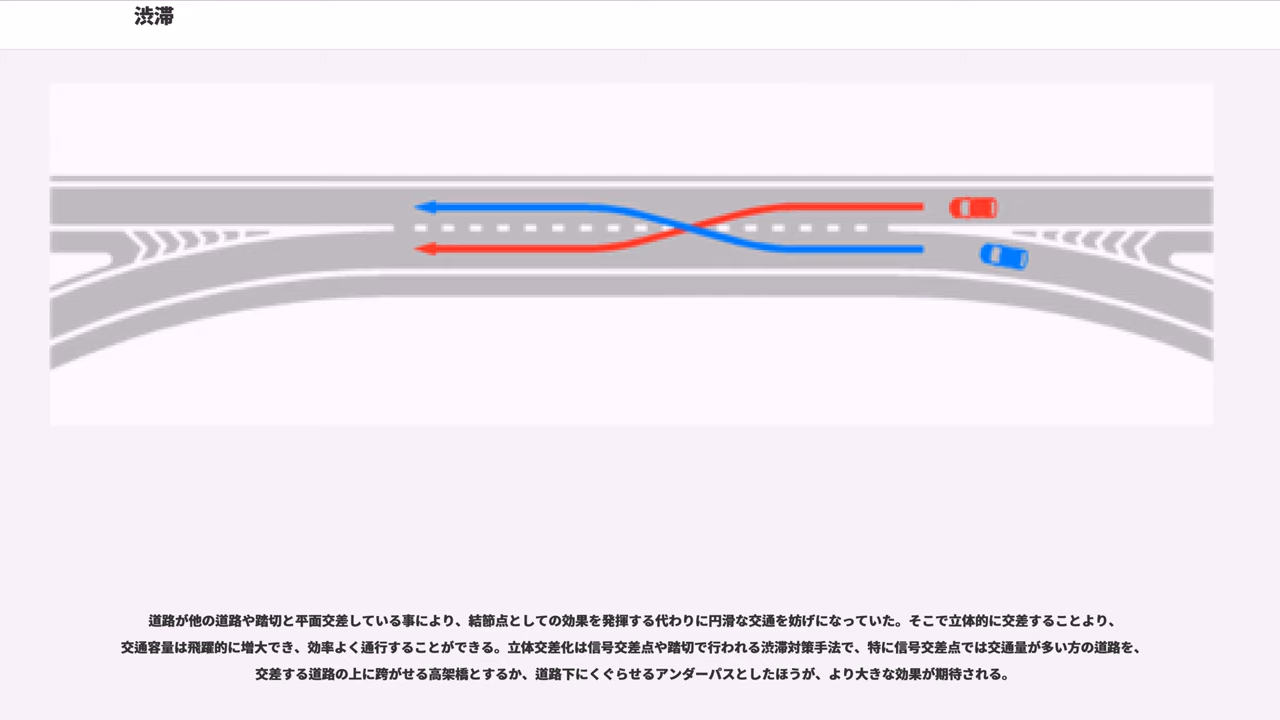 渋滞
道路が他の道路や踏切と平面交差している事により、結節点としての効果を発揮する代わりに円滑な交通を妨げになっていた。そこで立体的に交差することより、
交通容量は飛躍的に増大でき、効率よく通行することができる。立体交差化は信号交差点や踏切で行われる渋滞対策手法で、特に信号交差点では交通量が多い方の道路を、
交差する道路の上に跨がせる高架橋とするか、道路下にくぐらせるアンダーパスとしたほうが、より大きな効果が期待される。